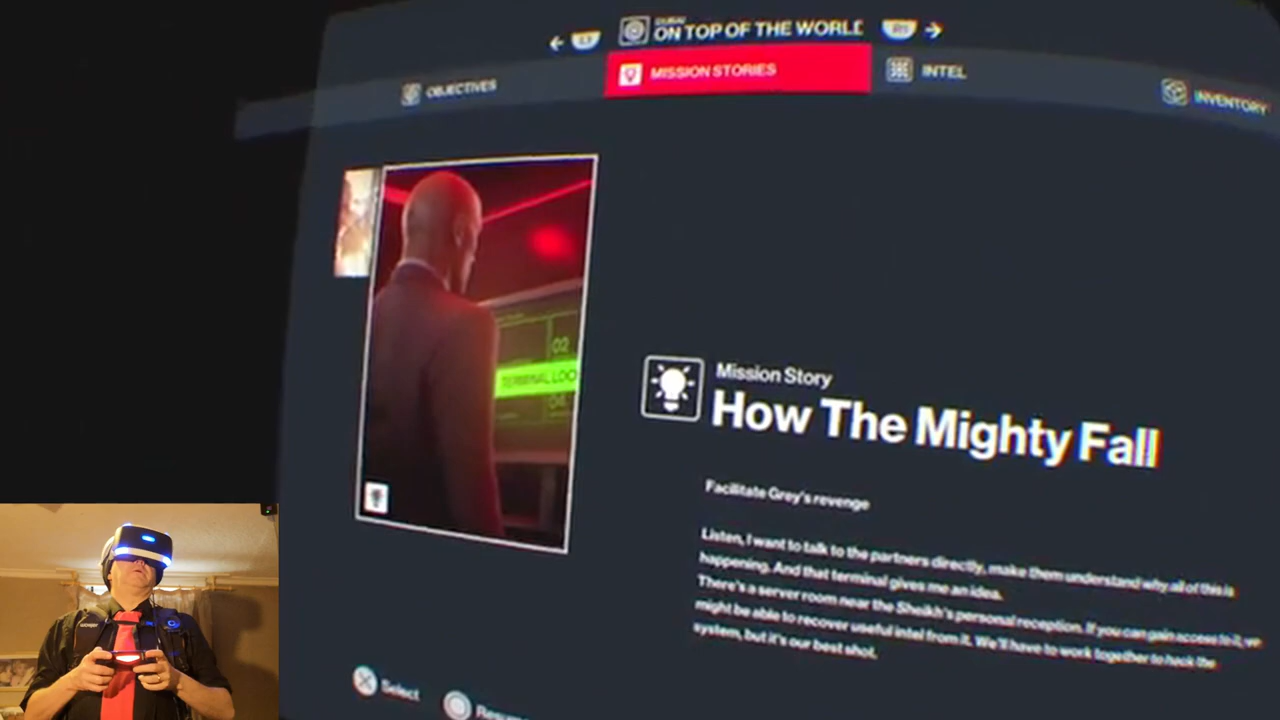 DUBAI
ON TOP OF THE WORLD
OBJECTIVES
MISSION STORIES
INTEL
INVENTORY
02
TERMINAL LOC
04
Mission Story
How The Mighty Fall
Facilitate Grey's revenge
Listen, I want to talk to the partners directly, make them understand why all of this is
happening. And that terminal gives me an idea.
There's a server room near the Sheikh's personal reception. If you can gain access to it, we
might be able to recover useful intel from it. We'll have to work together to hack the
system, but it's our best shot.
Select